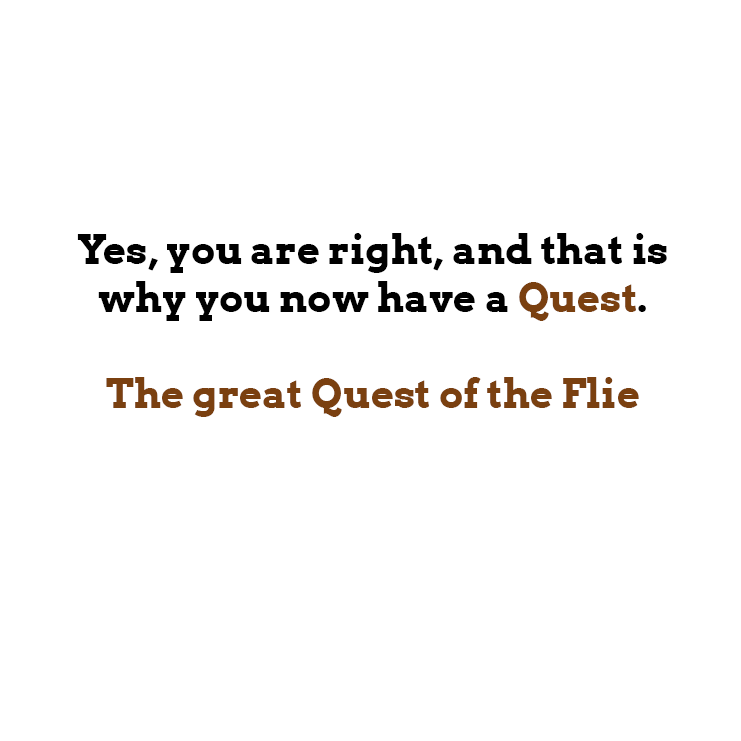 Yes, you are right, and that is
why you now have a Quest.
The great Quest of the Flie